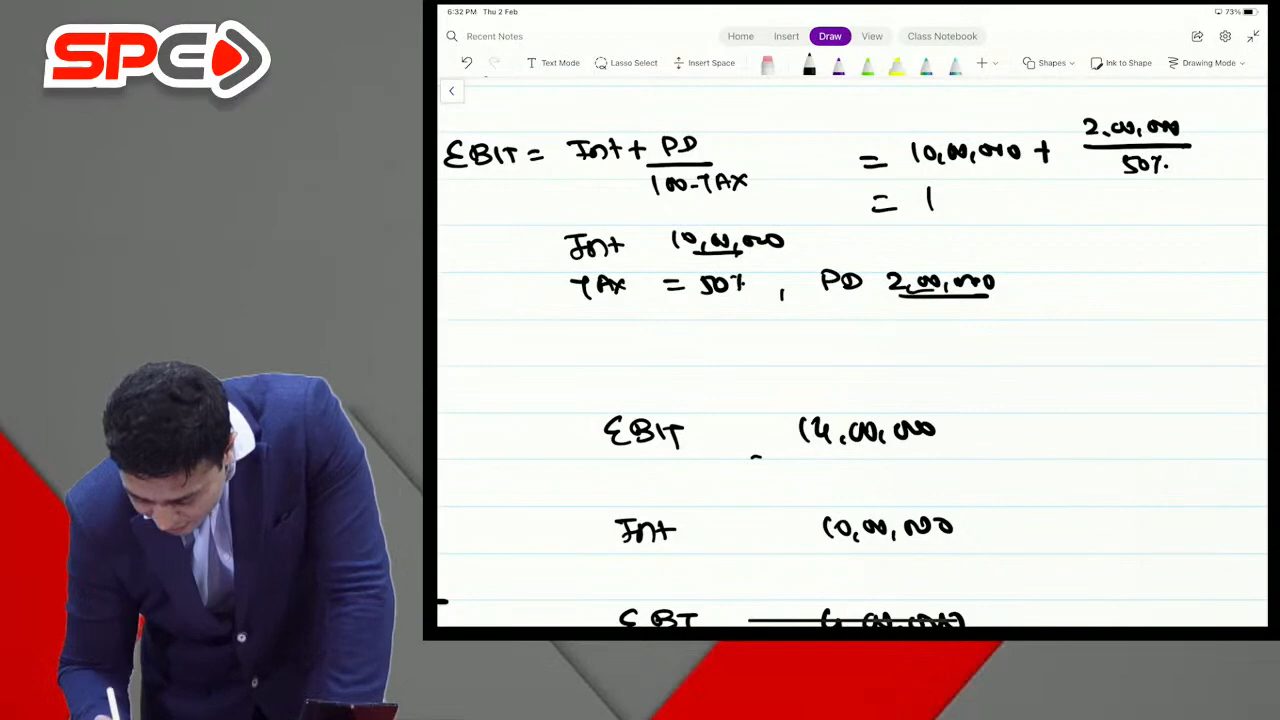 SPED
6:32 PM Thu 2 Feb
73%
Recent Notes
Home Insert Draw View Class Notebook
Text Mode Lasso Select Insert Space Shapes Ink to Shape Drawing Mode
EBIT = Int + PD / 100-TAX = 10,00,000 + 2,00,000 / 50%
= 1
Int 10,00,000
TAX = 50% , PD 2,00,000
EBIT 14,00,000
Int 10,00,000
EBT 4,00,000